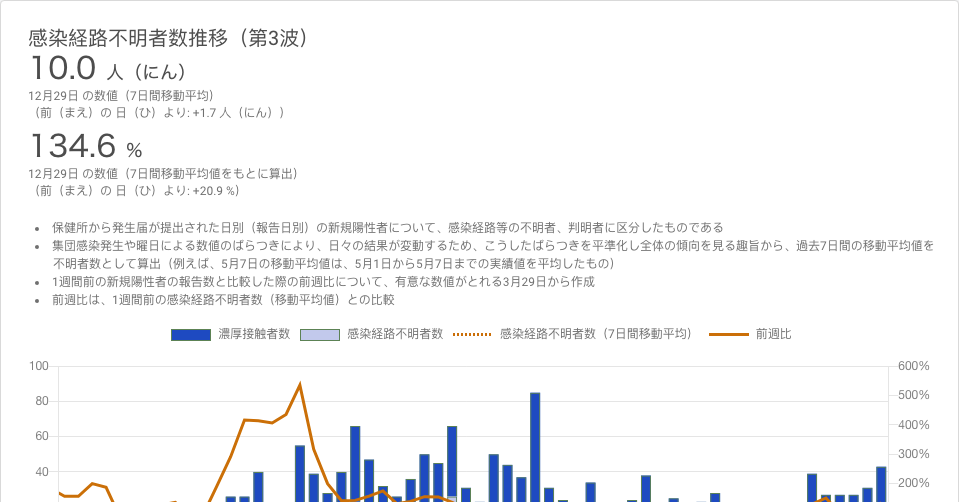 感染経路不明者数推移（第3波）
10.0 人（にん）
12月29日 の数値（7日間移動平均）
（前（まえ）の 日（ひ）より: +1.7 人（にん））
134.6 %
12月29日 の数値（7日間移動平均値をもとに算出）
（前（まえ）の 日（ひ）より: +20.9 %）
保健所から発生届が提出された日別（報告日別）の新規陽性者について、感染経路等の不明者、判明者に区分したものである
集団感染発生や曜日による数値のばらつきにより、日々の結果が変動するため、こうしたばらつきを平準化し全体の傾向を見る趣旨から、過去7日間の移動平均値を
不明者数として算出（例えば、5月7日の移動平均値は、5月1日から5月7日までの実績値を平均したもの）
1週間前の新規陽性者の報告数と比較した際の前週比について、有意な数値がとれる3月29日から作成
前週比は、1週間前の感染経路不明者数（移動平均値）との比較
濃厚接触者数 感染経路不明者数 感染経路不明者数（7日間移動平均） 前週比
100 600%
500%
80
400%
60
300%
40
200%